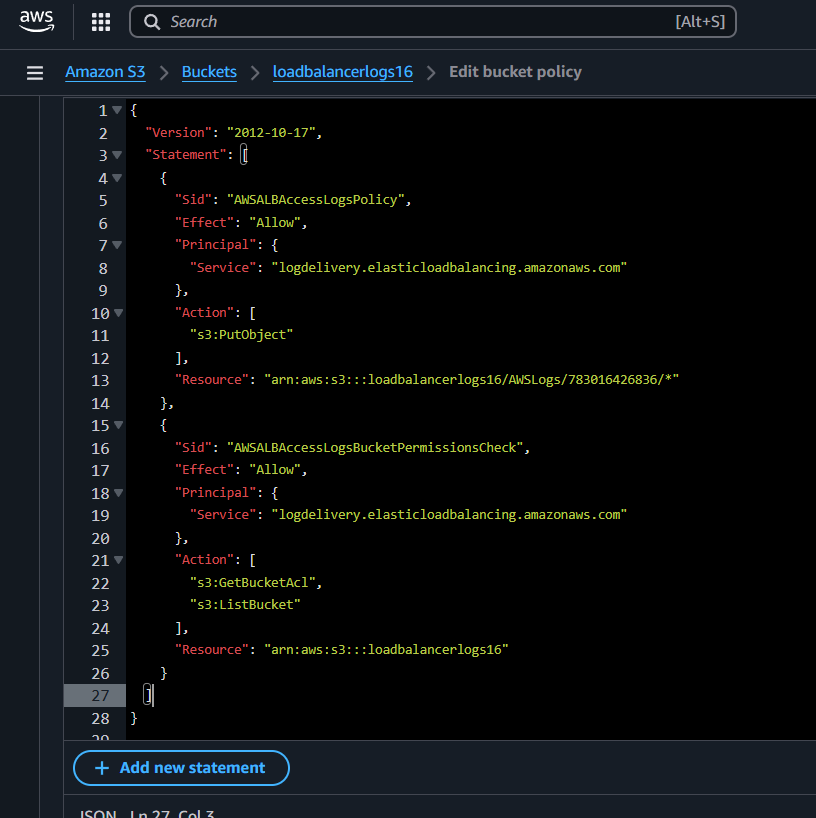 aws
Search [Alt+S]
Amazon S3 > Buckets > loadbalancerlogs16 > Edit bucket policy
1 {
2 "Version": "2012-10-17",
3 "Statement": [
4 {
5 "Sid": "AWSALBAccessLogsPolicy",
6 "Effect": "Allow",
7 "Principal": {
8 "Service": "logdelivery.elasticloadbalancing.amazonaws.com"
9 },
10 "Action": [
11 "s3:PutObject"
12 ],
13 "Resource": "arn:aws:s3:::loadbalancerlogs16/AWSLogs/783016426836/*"
14 },
15 {
16 "Sid": "AWSALBAccessLogsBucketPermissionsCheck",
17 "Effect": "Allow",
18 "Principal": {
19 "Service": "logdelivery.elasticloadbalancing.amazonaws.com"
20 },
21 "Action": [
22 "s3:GetBucketAcl",
23 "s3:ListBucket"
24 ],
25 "Resource": "arn:aws:s3:::loadbalancerlogs16"
26 }
27 ]
28 }
29
+ Add new statement
JSON Ln 27, Col 3